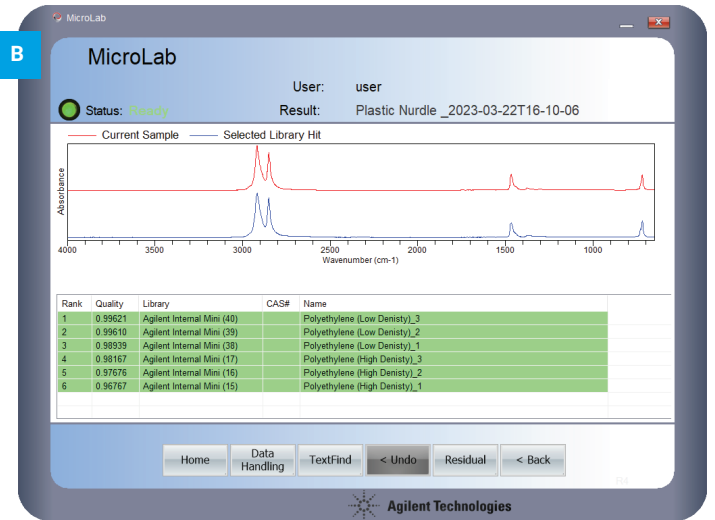 MicroLab
B
MicroLab
User: user
Status: Ready Result: Plastic Nurdle _2023-03-22T16-10-06
Current Sample Selected Library Hit
Absorbance
4000 3500 3000 2500 2000 1500 1000
Wavenumber (cm-1)
Rank Quality Library CAS# Name
1 0.99621 Agilent Internal Mini (40) Polyethylene (Low Denisty)_3
2 0.99610 Agilent Internal Mini (39) Polyethylene (Low Denisty)_2
3 0.98939 Agilent Internal Mini (38) Polyethylene (Low Denisty)_1
4 0.98167 Agilent Internal Mini (17) Polyethylene (High Denisty)_3
5 0.97676 Agilent Internal Mini (16) Polyethylene (High Denisty)_2
6 0.96767 Agilent Internal Mini (15) Polyethylene (High Denisty)_1
Home Data Handling TextFind < Undo Residual < Back
Agilent Technologies